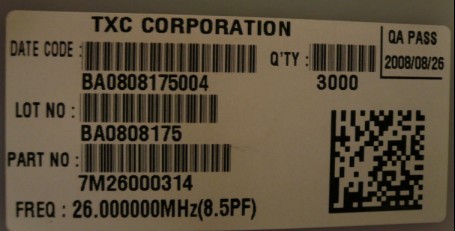 TXC CORPORATION
QA PASS
2008/08/26
DATE CODE :
BA0808175004
Q'TY :
3000
LOT NO :
BA0808175
PART NO :
7M26000314
FREQ : 26.000000MHz(8.5PF)